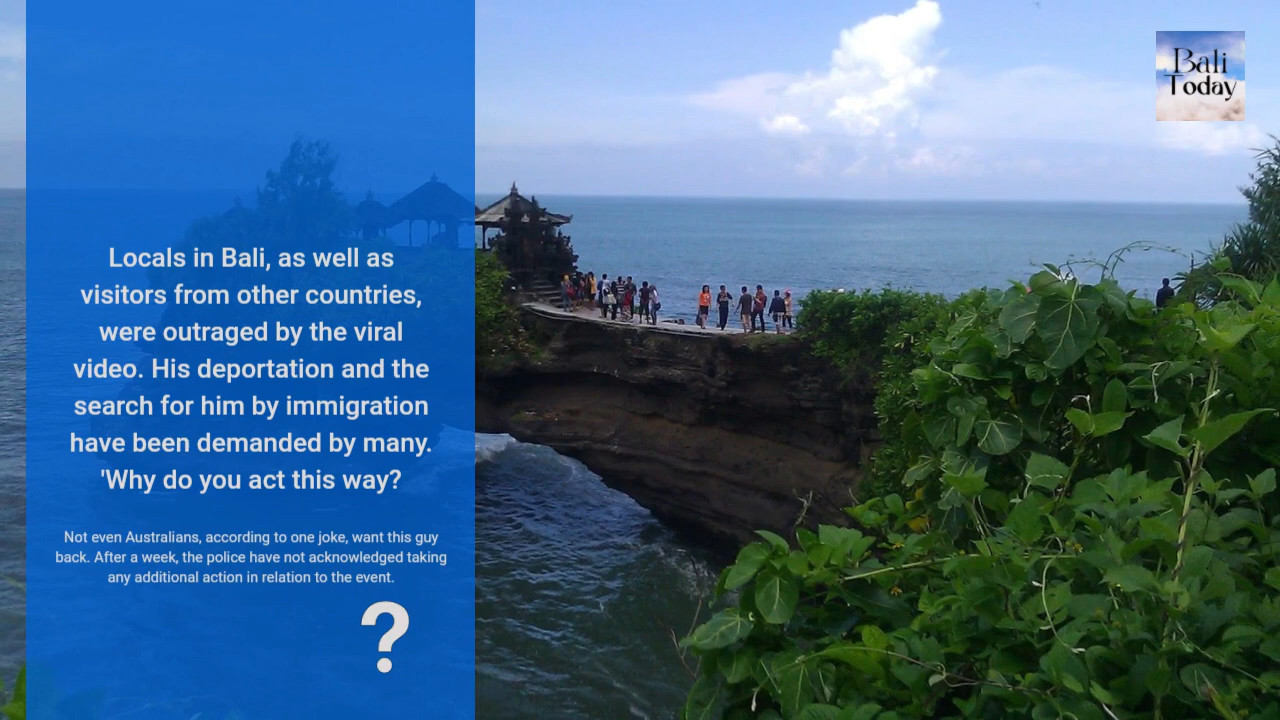 Bali
Today
Locals in Bali, as well as
visitors from other countries,
were outraged by the viral
video. His deportation and the
search for him by immigration
have been demanded by many.
'Why do you act this way?
Not even Australians, according to one joke, want this guy
back. After a week, the police have not acknowledged taking
any additional action in relation to the event.
?